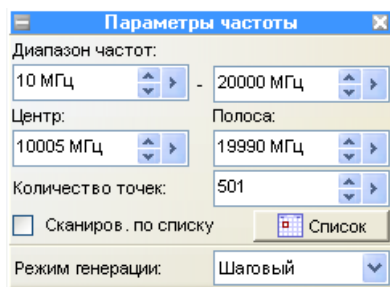 Параметры частоты
Диапазон частот:
10 МГц - 20000 МГц
Центр: Полоса:
10005 МГц 19990 МГц
Количество точек: 501
Сканиров. по списку Список
Режим генерации: Шаговый